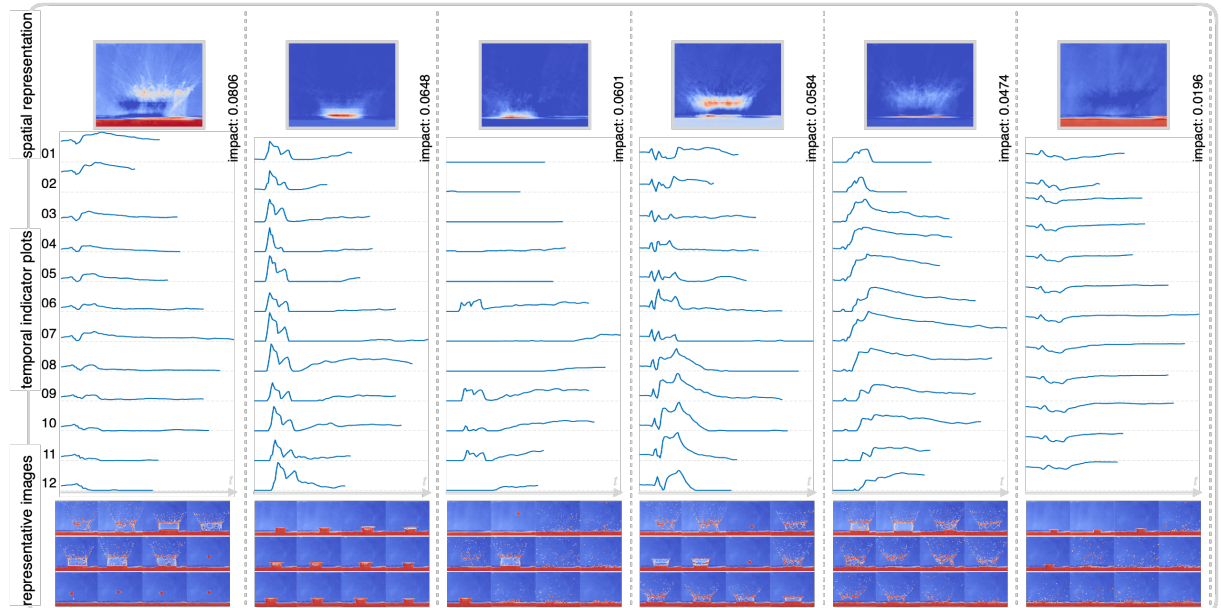 spatial representation
temporal indicator plots
representative images
impact: 0.0806
impact: 0.0648
impact: 0.0601
impact: 0.0584
impact: 0.0474
impact: 0.0196
01
02
03
04
05
06
07
08
09
10
11
12